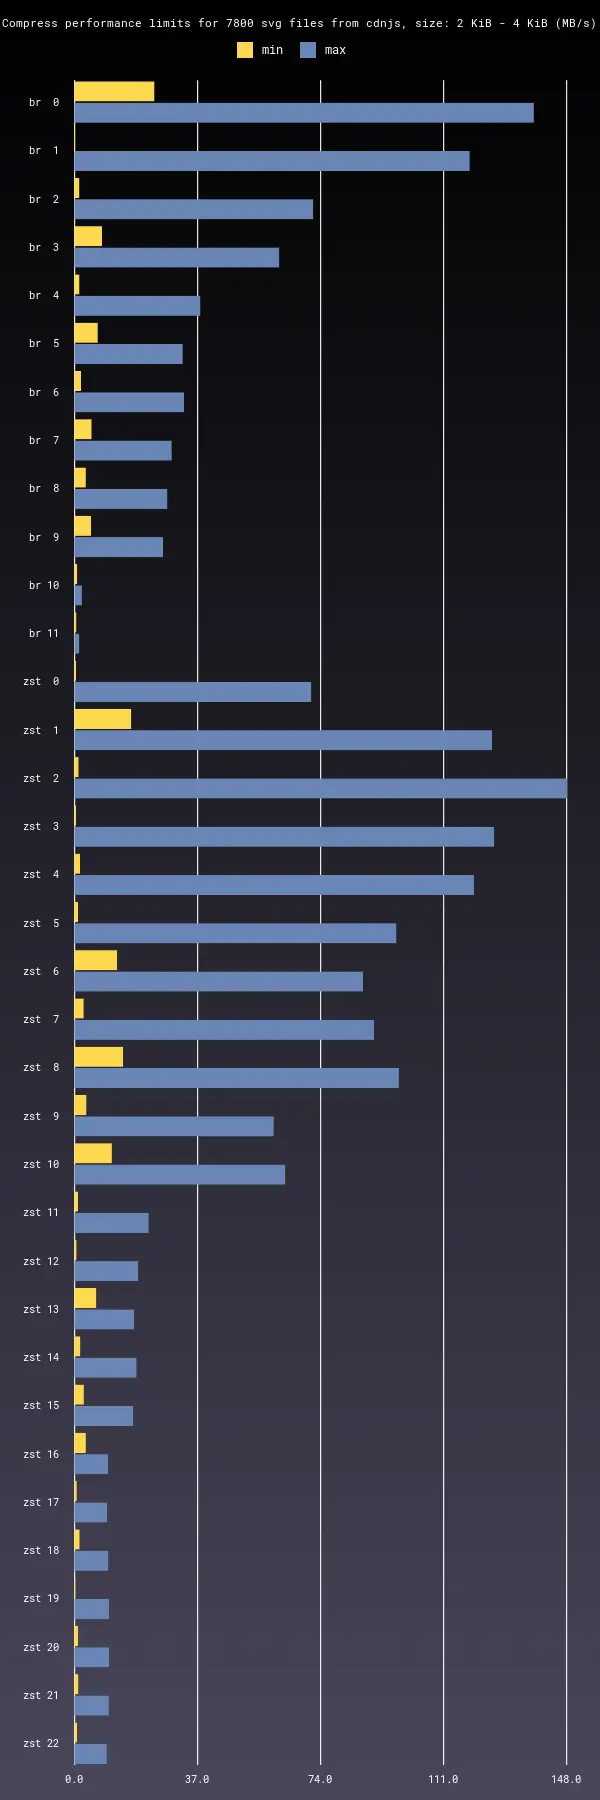 Compress performance limits for 7800 svg files from cdnjs, size: 2 KiB - 4 KiB (MB/s)
min max
br 0
br 1
br 2
br 3
br 4
br 5
br 6
br 7
br 8
br 9
br 10
br 11
zst 0
zst 1
zst 2
zst 3
zst 4
zst 5
zst 6
zst 7
zst 8
zst 9
zst 10
zst 11
zst 12
zst 13
zst 14
zst 15
zst 16
zst 17
zst 18
zst 19
zst 20
zst 21
zst 22
0.0 37.0 74.0 111.0 148.0